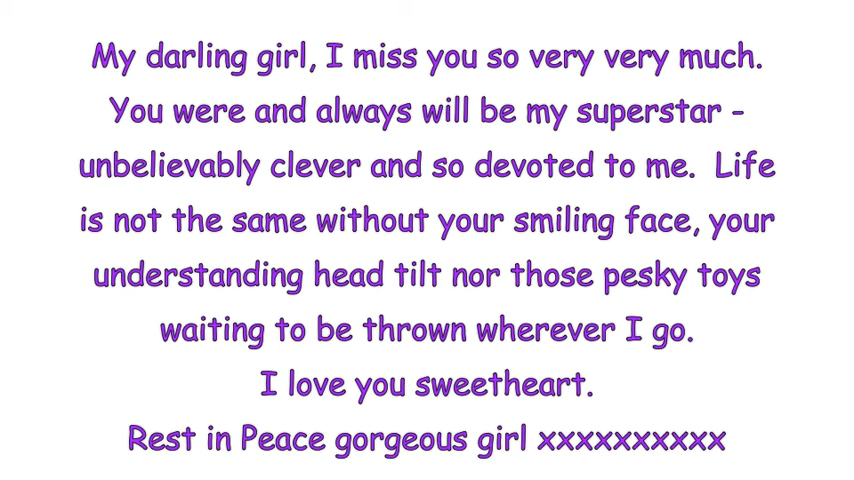 My darling girl, I miss you so very very much.
You were and always will be my superstar -
unbelievably clever and so devoted to me.  Life
is not the same without your smiling face, your
understanding head tilt nor those pesky toys
waiting to be thrown wherever I go.
I love you sweetheart.
Rest in Peace gorgeous girl xxxxxxxxxx